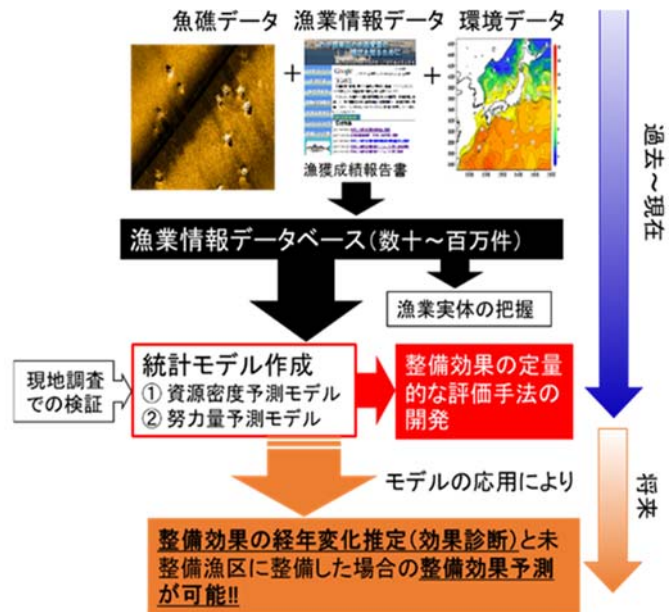 魚礁データ 漁業情報データ 環境データ
+ +
Google
漁獲成績報告書
漁業情報データベース(数十～百万件)
漁業実体の把握
現地調査
での検証
統計モデル作成
① 資源密度予測モデル
② 努力量予測モデル
整備効果の定量
的な評価手法の
開発
モデルの応用により
整備効果の経年変化推定(効果診断)と未
整備漁区に整備した場合の整備効果予測
が可能!!
過去～現在
将来